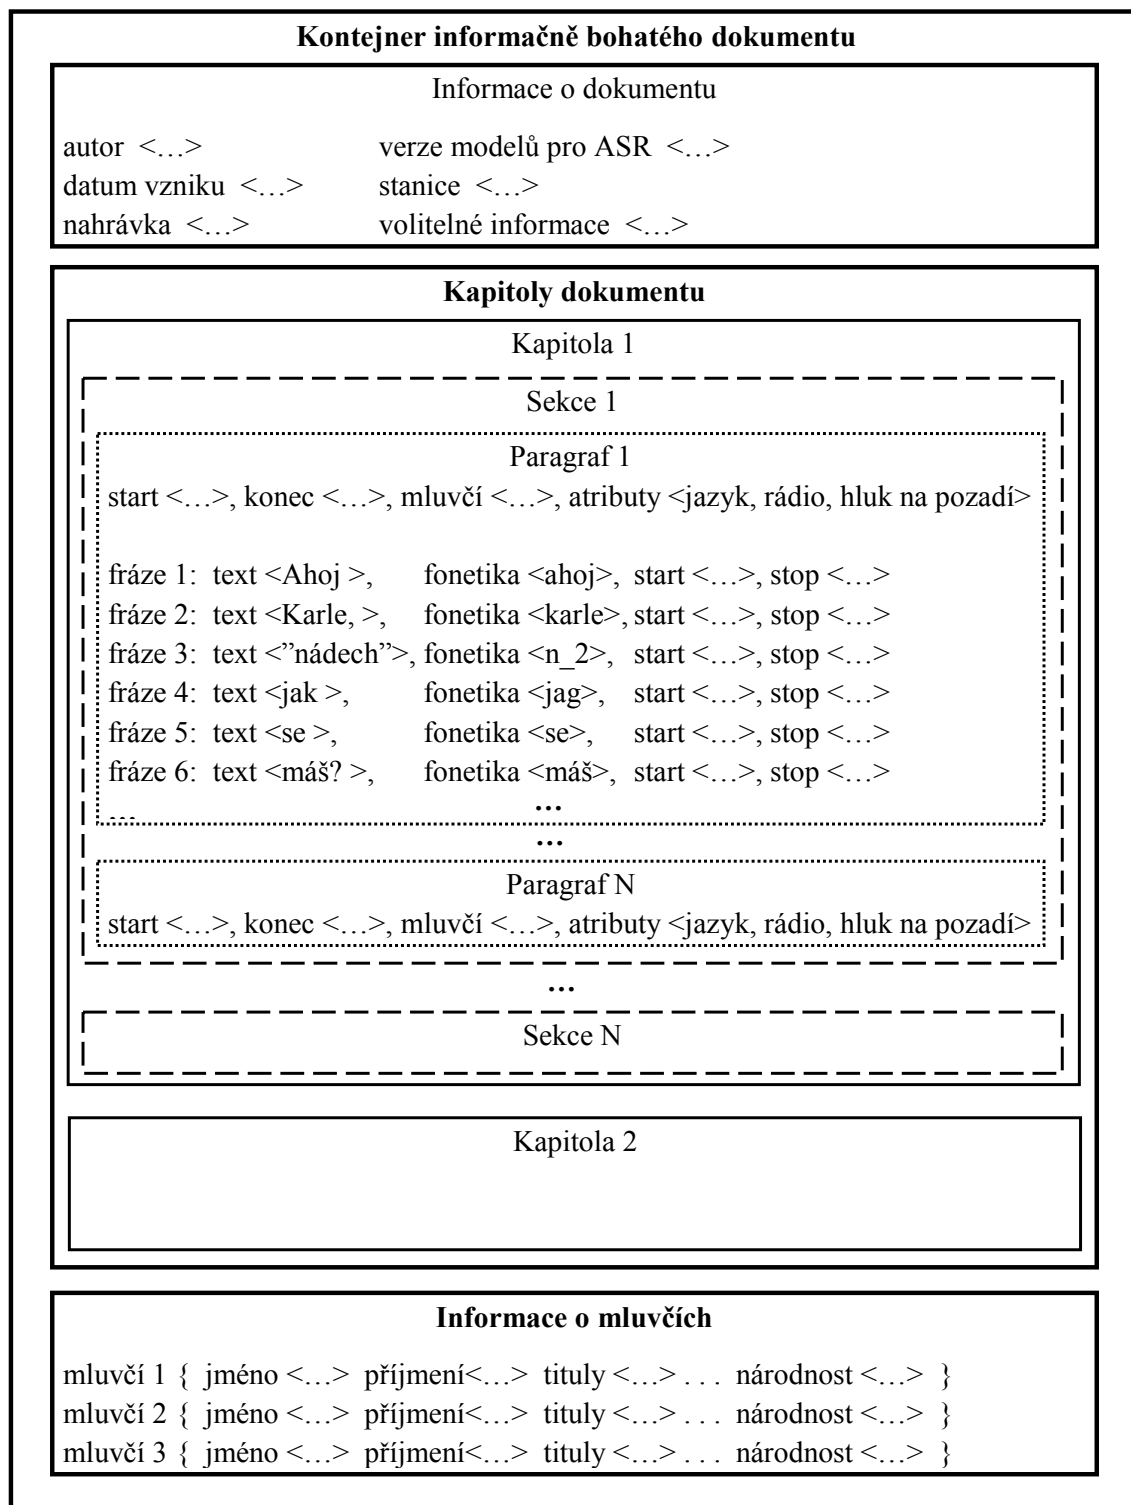 Kontejner informačně bohatého dokumentu
Informace o dokumentu
autor <…> verze modelů pro ASR <…>
datum vzniku <…> stanice <…>
nahrávka <…> volitelné informace <…>
Kapitoly dokumentu
Kapitola 1
Sekce 1
Paragraf 1
start <…>, konec <…>, mluvčí <…>, atributy <jazyk, rádio, hluk na pozadí>
fráze 1: text <Ahoj >, fonetika <ahoj>, start <…>, stop <…>
fráze 2: text <Karle, >, fonetika <karle>, start <…>, stop <…>
fráze 3: text <”nádech”>, fonetika <n_2>, start <…>, stop <…>
fráze 4: text <jak >, fonetika <jag>, start <…>, stop <…>
fráze 5: text <se >, fonetika <se>, start <…>, stop <…>
fráze 6: text <máš? >, fonetika <máš>, start <…>, stop <…>
… …
…
Paragraf N
start <…>, konec <…>, mluvčí <…>, atributy <jazyk, rádio, hluk na pozadí>
…
Sekce N
Kapitola 2
Informace o mluvčích
mluvčí 1 { jméno <…> příjmení<…> tituly <…> . . . národnost <…> }
mluvčí 2 { jméno <…> příjmení<…> tituly <…> . . . národnost <…> }
mluvčí 3 { jméno <…> příjmení<…> tituly <…> . . . národnost <…> }